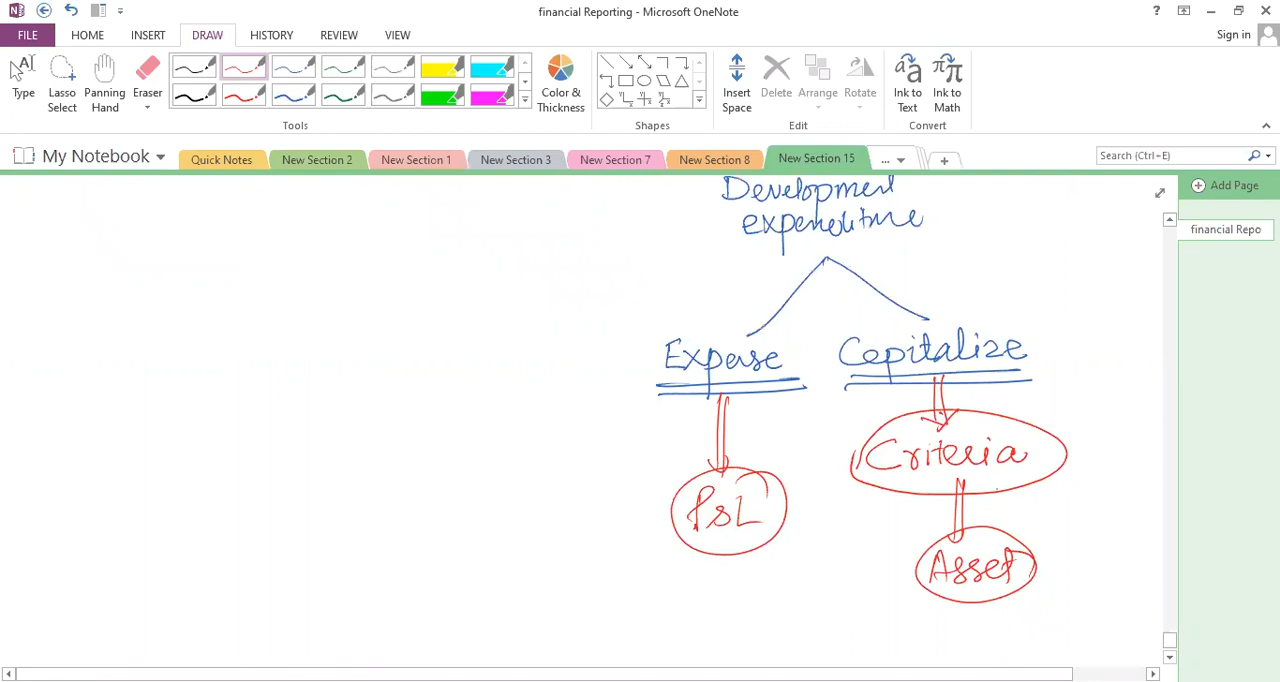 financial Reporting - Microsoft OneNote
?
FILE HOME INSERT DRAW HISTORY REVIEW VIEW
Sign in
Type
Lasso Select
Panning Hand
Eraser
Color & Thickness
Insert Space
Delete
Arrange
Rotate
Ink to Text
Ink to Math
Tools
Shapes
Edit
Convert
My Notebook
Quick Notes
New Section 2
New Section 1
New Section 3
New Section 7
New Section 8
New Section 15
...
Search (Ctrl+E)
Add Page
financial Repo
Development
expenditure
Expense
Cepitalize
Criteria
PsL
Asset